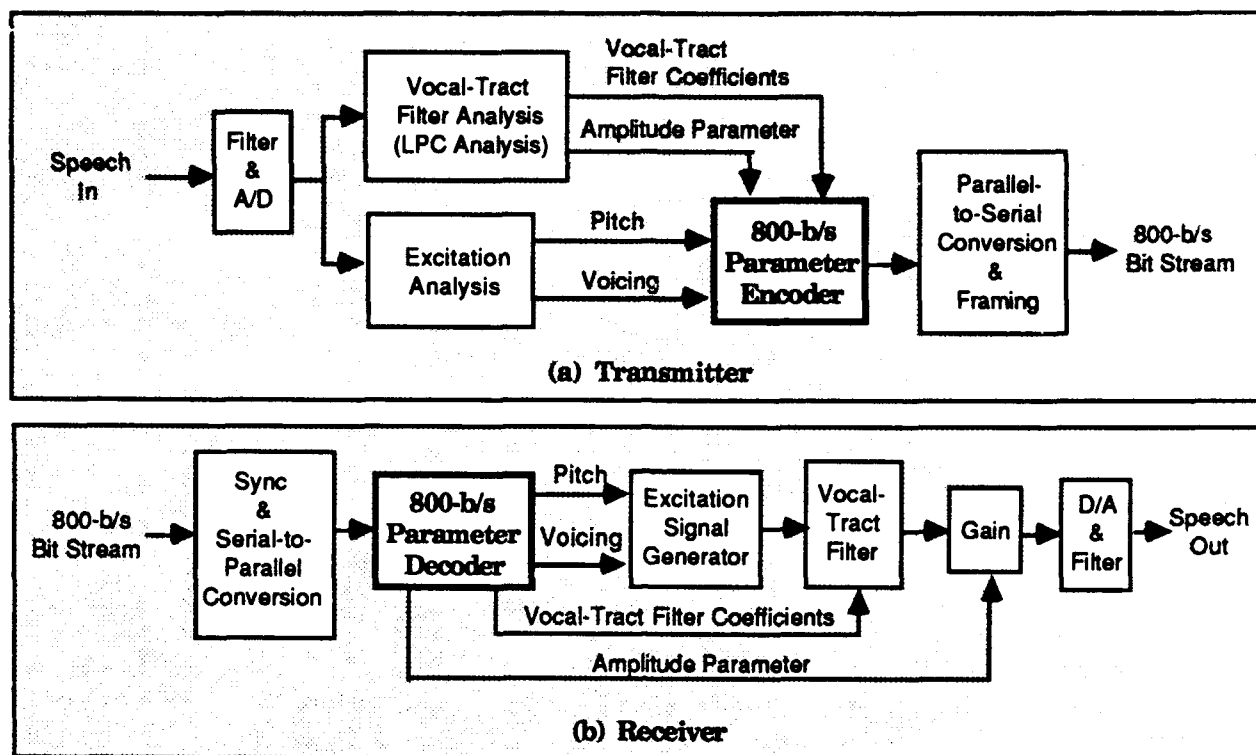 Speech
In
Filter
&
A/D
Vocal-Tract
Filter Analysis
(LPC Analysis)
Excitation
Analysis
Vocal-Tract
Filter Coefficients
Amplitude Parameter
Pitch
Voicing
800-b/s
Parameter
Encoder
Parallel-
to-Serial
Conversion
&
Framing
800-b/s
Bit Stream
(a) Transmitter
800-b/s
Bit Stream
Sync
&
Serial-to-
Parallel
Conversion
800-b/s
Parameter
Decoder
Pitch
Voicing
Excitation
Signal
Generator
Vocal-
Tract
Filter
Gain
D/A
&
Filter
Speech
Out
Vocal-Tract Filter Coefficients
Amplitude Parameter
(b) Receiver